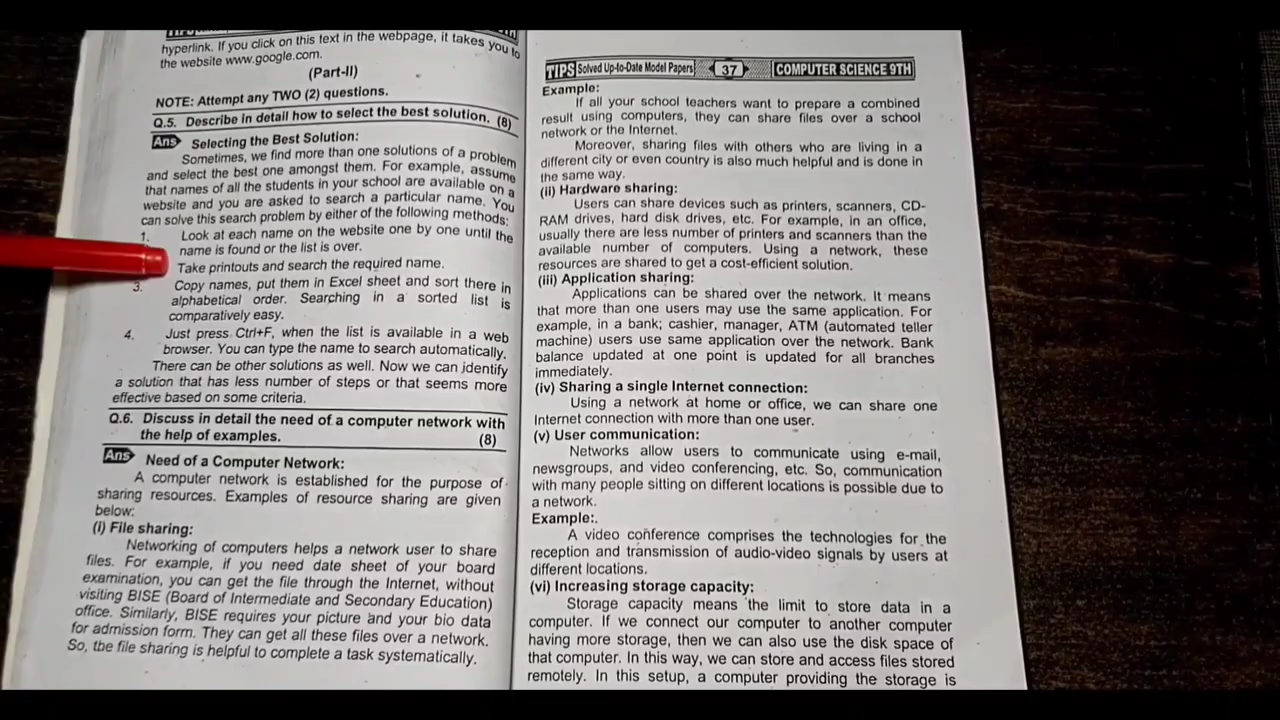 hyperlink. If you click on this text in the webpage, it takes you to
the website www.google.com.
(Part-II)
NOTE: Attempt any TWO (2) questions.
Q.5. Describe in detail how to select the best solution. (8)
Ans Selecting the Best Solution:
Sometimes, we find more than one solutions of a problem
and select the best one amongst them. For example, assume
that names of all the students in your school are available on a
website and you are asked to search a particular name. You
can solve this search problem by either of the following methods:
1. Look at each name on the website one by one until the
name is found or the list is over.
Take printouts and search the required name.
3. Copy names, put them in Excel sheet and sort there in
alphabetical order. Searching in a sorted list is
comparatively easy.
4. Just press Ctrl+F, when the list is available in a web
browser. You can type the name to search automatically.
There can be other solutions as well. Now we can identify
a solution that has less number of steps or that seems more
effective based on some criteria.
Q.6. Discuss in detail the need of a computer network with
the help of examples. (8)
Ans Need of a Computer Network:
A computer network is established for the purpose of
sharing resources. Examples of resource sharing are given
below:
(i) File sharing:
Networking of computers helps a network user to share
files. For example, if you need date sheet of your board
examination, you can get the file through the Internet, without
visiting BISE (Board of Intermediate and Secondary Education)
office. Similarly, BISE requires your picture and your bio data
for admission form. They can get all these files over a network.
So, the file sharing is helpful to complete a task systematically.
TIPS Solved Up-to-Date Model Papers 37 COMPUTER SCIENCE 9TH
Example:
If all your school teachers want to prepare a combined
result using computers, they can share files over a school
network or the Internet.
Moreover, sharing files with others who are living in a
different city or even country is also much helpful and is done in
the same way.
(ii) Hardware sharing:
Users can share devices such as printers, scanners, CD-
RAM drives, hard disk drives, etc. For example, in an office,
usually there are less number of printers and scanners than the
available number of computers. Using a network, these
resources are shared to get a cost-efficient solution.
(iii) Application sharing:
Applications can be shared over the network. It means
that more than one users may use the same application. For
example, in a bank; cashier, manager, ATM (automated teller
machine) users use same application over the network. Bank
balance updated at one point is updated for all branches
immediately.
(iv) Sharing a single Internet connection:
Using a network at home or office, we can share one
Internet connection with more than one user.
(v) User communication:
Networks allow users to communicate using e-mail,
newsgroups, and video conferencing, etc. So, communication
with many people sitting on different locations is possible due to
a network.
Example:.
A video conference comprises the technologies for the
reception and transmission of audio-video signals by users at
different locations.
(vi) Increasing storage capacity:
Storage capacity means the limit to store data in a
computer. If we connect our computer to another computer
having more storage, then we can also use the disk space of
that computer. In this way, we can store and access files stored
remotely. In this setup, a computer providing the storage is